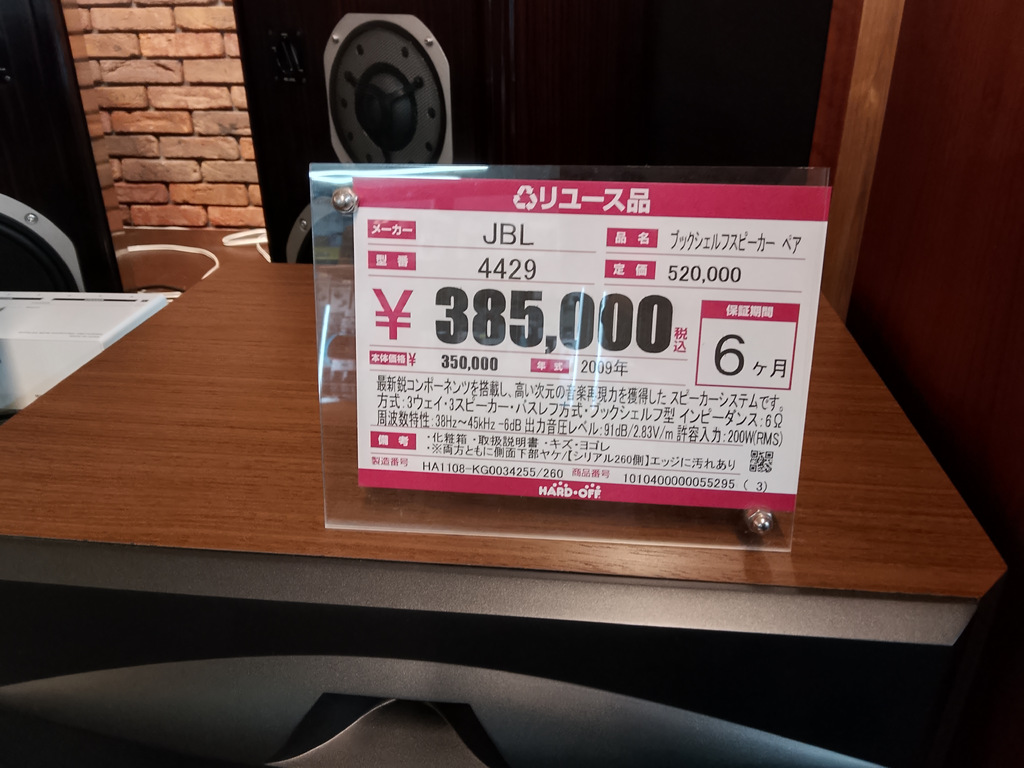 リユース品
メーカー JBL 品名 ブックシェルフスピーカー ペア
型番 4429 定価 520,000
¥385,000税込 保証期間 6ヶ月
本体価格¥ 350,000 年式 2009年
最新鋭コンポーネンツを搭載し、高い次元の音楽再現力を獲得した スピーカーシステムです。
方式:3ウェイ・3スピーカー・バスレフ方式・ブックシェルフ型 インピーダンス:6Ω
周波数特性:38Hz～45kHz -6dB 出力音圧レベル:91dB/2.83V/m 許容入力:200W(RMS)
備考 ・化粧箱・取扱説明書・キズ・ヨゴレ
・※両方ともに側面下部ヤケ/【シリアル260側】エッジに汚れあり
製造番号 HA1108-KG0034255/260 商品番号 1010400000055295 ( 3)
HARD・OFF